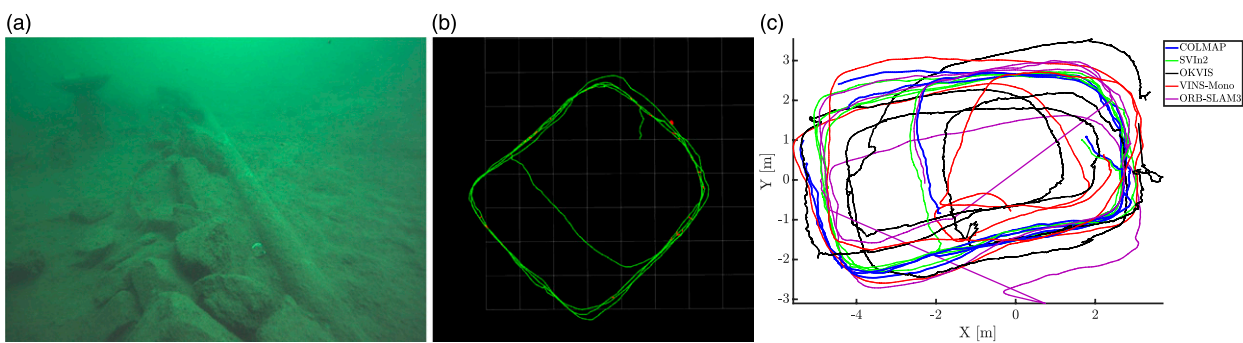 (a)
(b)
(c)
COLMAP
SVIn2
OKVIS
VINS-Mono
ORB-SLAM3
3
2
1
0
-1
-2
-3
Y [m]
-4
-2
0
2
X [m]